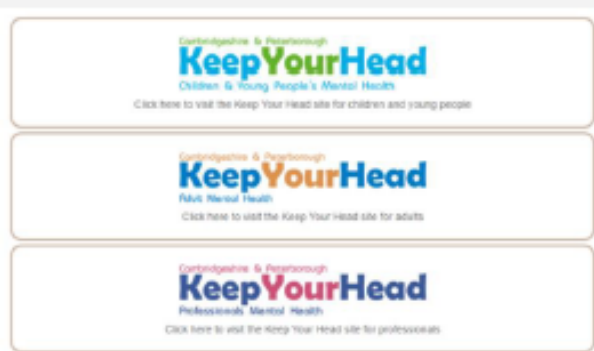 Cambridgeshire & Peterborough
KeepYourHead
Children & Young People's Mental Health
Click here to visit the Keep Your Head site for children and young people
Cambridgeshire & Peterborough
KeepYourHead
Adult Mental Health
Click here to visit the Keep Your Head site for adults
Cambridgeshire & Peterborough
KeepYourHead
Professionals Mental Health
Click here to visit the Keep Your Head site for professionals